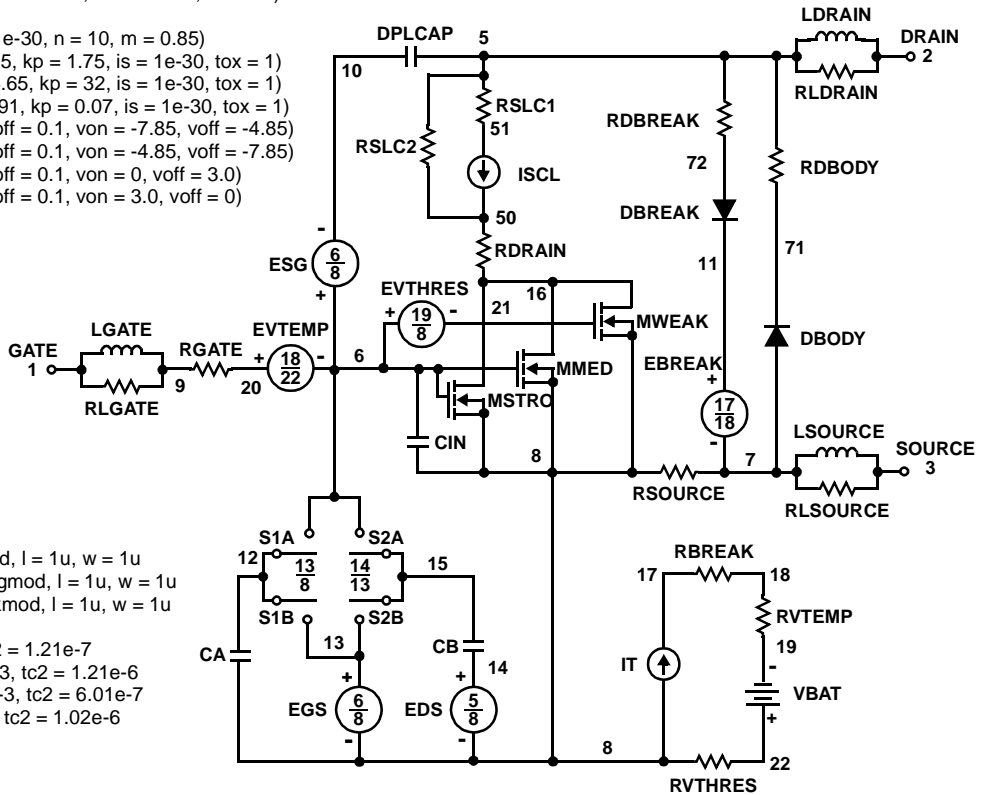 e-30, n = 10, m = 0.85)
5, kp = 1.75, is = 1e-30, tox = 1)
.65, kp = 32, is = 1e-30, tox = 1)
91, kp = 0.07, is = 1e-30, tox = 1)
off = 0.1, von = -7.85, voff = -4.85)
off = 0.1, von = -4.85, voff = -7.85)
off = 0.1, von = 0, voff = 3.0)
off = 0.1, von = 3.0, voff = 0)
LDRAIN
DPLCAP 5 DRAIN
10 2
RLDRAIN
RSLC1
51
RSLC2
ISCL
RDBREAK
72
RDBODY
DBREAK
50
RDRAIN
71
11
-
ESG 6/8
+
EVTHRES
+ 19/8 -
16
21
MWEAK
LGATE
GATE
1
RLGATE
9
RGATE
EVTEMP
+ 18/22 -
20
6
MMED
MSTRO
EBREAK
DBODY
+
17/18
-
CIN
8
RSOURCE
7
LSOURCE
SOURCE
3
RLSOURCE
S1A S2A
12 13/8 14/13 15
S1B S2B
13
CA
CB
+ + 14
EGS 6/8 EDS 5/8
- -
8
RBREAK
17 18
RVTEMP
19
IT
-
VBAT
+
22
RVTHRES
d, l = 1u, w = 1u
gmod, l = 1u, w = 1u
kmod, l = 1u, w = 1u
2 = 1.21e-7
3, tc2 = 1.21e-6
-3, tc2 = 6.01e-7
tc2 = 1.02e-6